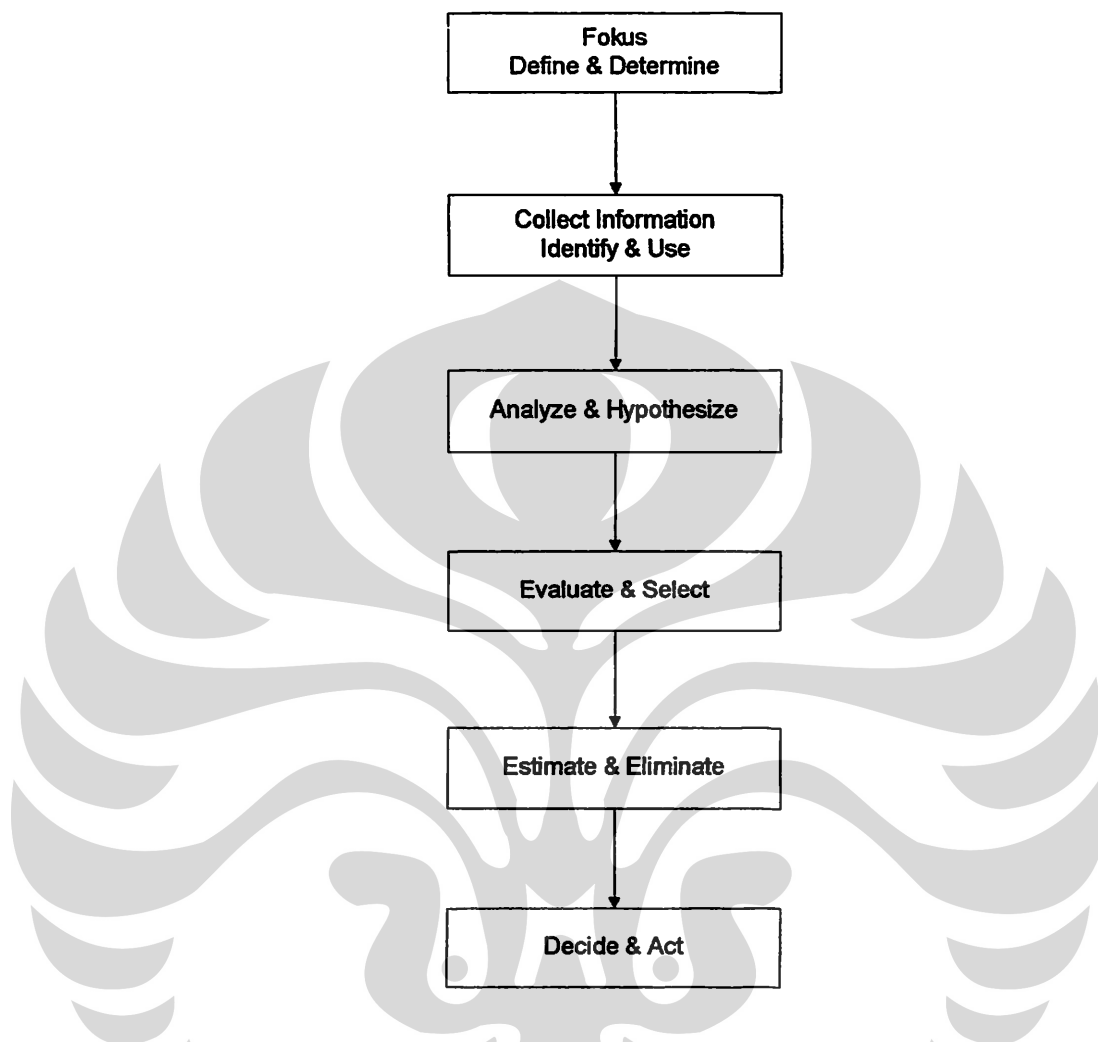 Fokus
Define & Determine
Collect Information
Identify & Use
Analyze & Hypothesize
Evaluate & Select
Estimate & Eliminate
Decide & Act